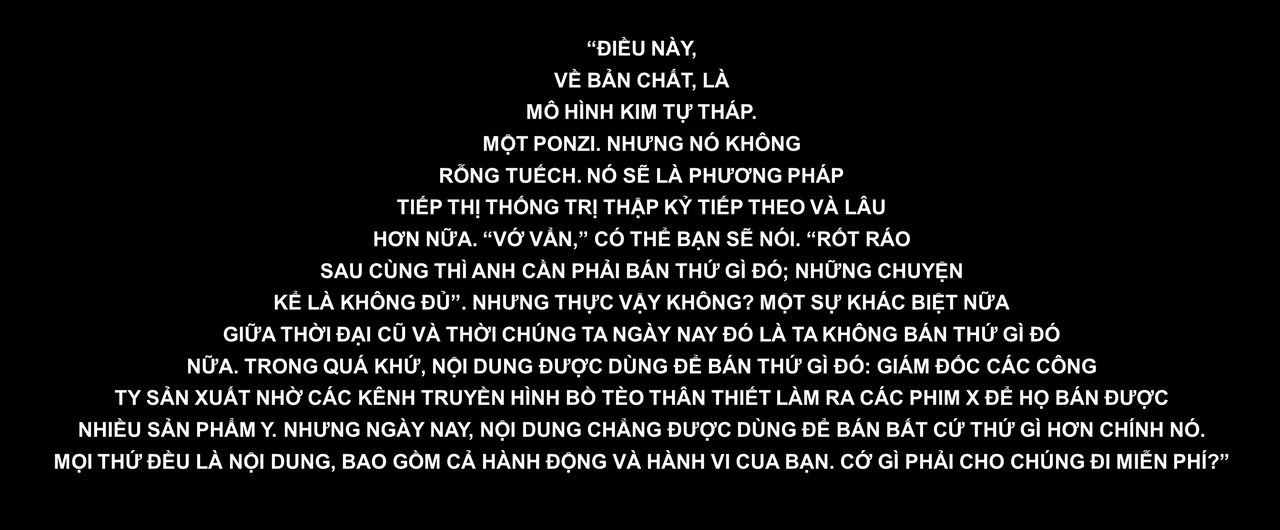 “ĐIỀU NÀY,
VỀ BẢN CHẤT, LÀ
MÔ HÌNH KIM TỰ THÁP.
MỘT PONZI. NHƯNG NÓ KHÔNG
RỖNG TUẾCH. NÓ SẼ LÀ PHƯƠNG PHÁP
TIẾP THỊ THỐNG TRỊ THẬP KỶ TIẾP THEO VÀ LÂU
HƠN NỮA. “VỚ VẨN,” CÓ THỂ BẠN SẼ NÓI. “RỐT RÁO
SAU CÙNG THÌ ANH CẦN PHẢI BÁN THỨ GÌ ĐÓ; NHỮNG CHUYỆN
KỂ LÀ KHÔNG ĐỦ”. NHƯNG THỰC VẬY KHÔNG? MỘT SỰ KHÁC BIỆT NỮA
GIỮA THỜI ĐẠI CŨ VÀ THỜI CHÚNG TA NGÀY NAY ĐÓ LÀ TA KHÔNG BÁN THỨ GÌ ĐÓ
NỮA. TRONG QUÁ KHỨ, NỘI DUNG ĐƯỢC DÙNG ĐỂ BÁN THỨ GÌ ĐÓ: GIÁM ĐỐC CÁC CÔNG
TY SẢN XUẤT NHỜ CÁC KÊNH TRUYỀN HÌNH BỒ TÈO THÂN THIẾT LÀM RA CÁC PHIM X ĐỂ HỌ BÁN ĐƯỢC
NHIỀU SẢN PHẨM Y. NHƯNG NGÀY NAY, NỘI DUNG CHẲNG ĐƯỢC DÙNG ĐỂ BÁN BẤT CỨ THỨ GÌ HƠN CHÍNH NÓ.
MỌI THỨ ĐỀU LÀ NỘI DUNG, BAO GỒM CẢ HÀNH ĐỘNG VÀ HÀNH VI CUA BẠN. CỚ GÌ PHẢI CHO CHÚNG ĐI MIỄN PHÍ?”